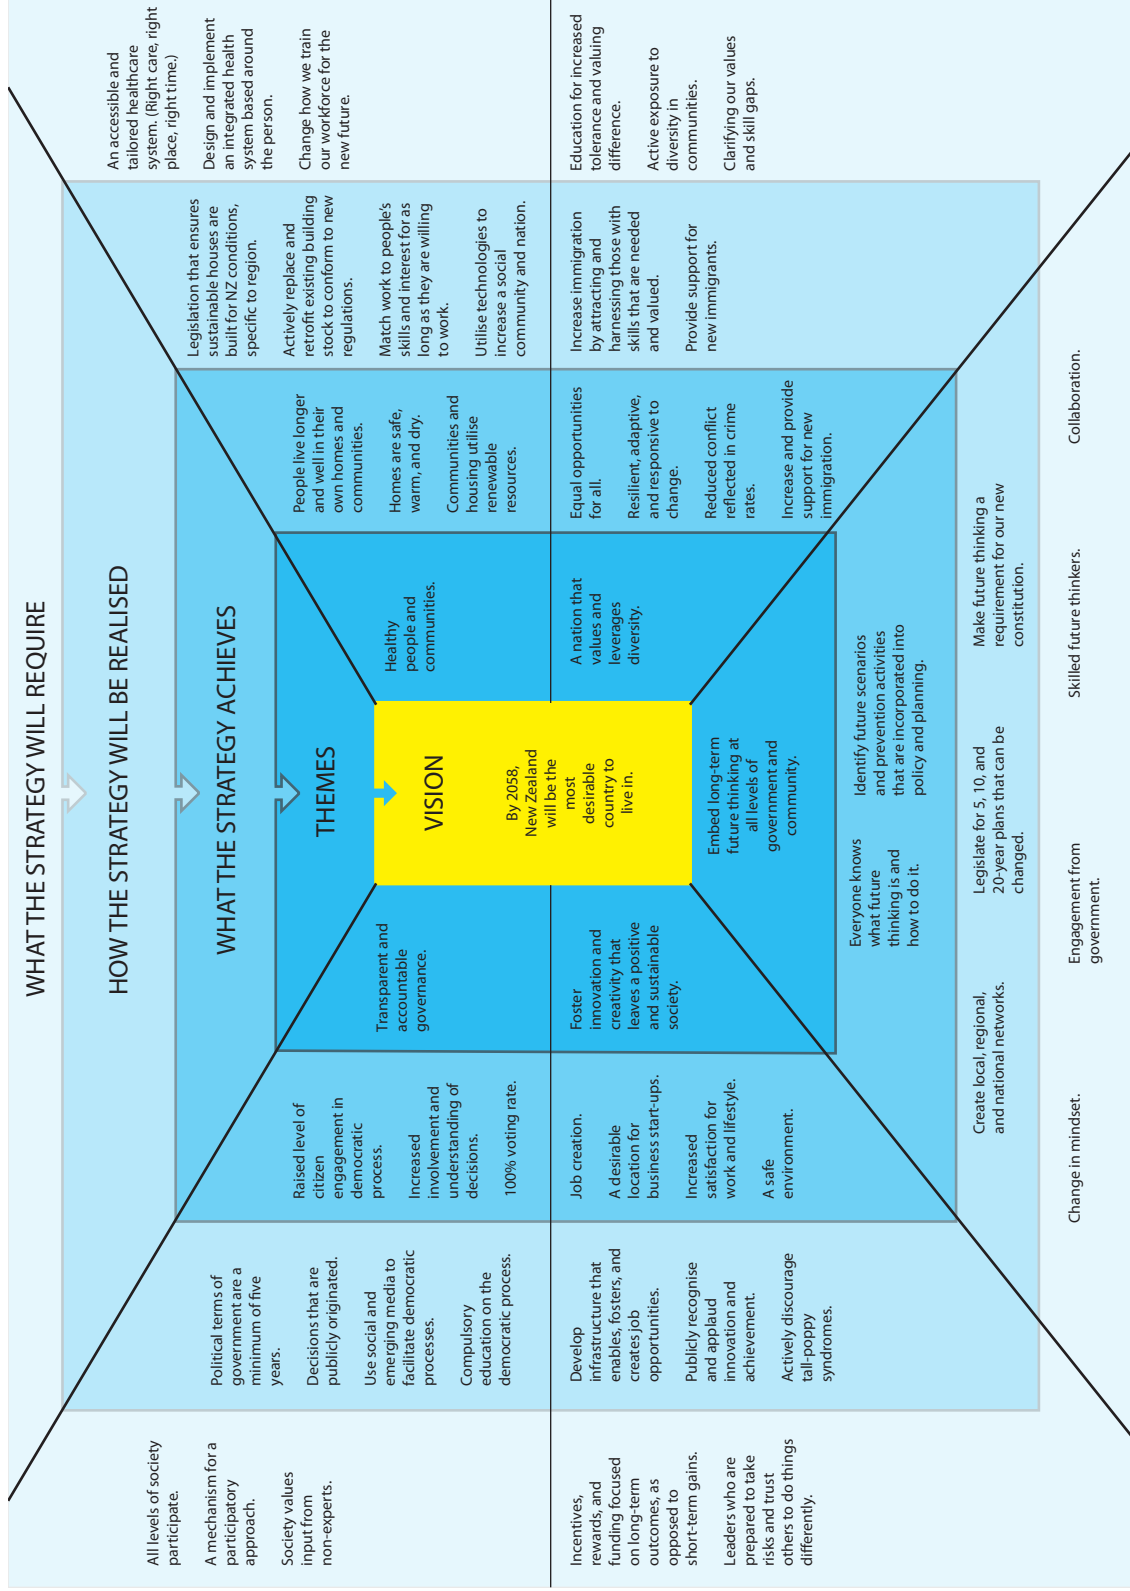 WHAT THE STRATEGY WILL REQUIRE
HOW THE STRATEGY WILL BE REALISED
WHAT THE STRATEGY ACHIEVES
THEMES
VISION
By 2058,
New Zealand
will be the
most
desirable
country to
live in.
All levels of society
participate.
A mechanism for a
participatory
approach.
Society values
input from
non-experts.
Political terms of
government are a
minimum of five
years.
Decisions that are
publicly originated.
Use social and
emerging media to
facilitate democratic
processes.
Compulsory
education on the
democratic process.
Raised level of
citizen
engagement in
democratic
process.
Increased
involvement and
understanding of
decisions.
100% voting rate.
Transparent and
accountable
governance.
Healthy
people and
communities.
People live longer
and well in their
own homes and
communities.
Homes are safe,
warm, and dry.
Communities and
housing utilise
renewable
resources.
Legislation that ensures
sustainable houses are
built for NZ conditions,
specific to region.
Actively replace and
retrofit existing building
stock to conform to new
regulations.
Match work to people's
skills and interest for as
long as they are willing
to work.
Utilise technologies to
increase a social
community and nation.
An accessible and
tailored healthcare
system. (Right care, right
place, right time.)
Design and implement
an integrated health
system based around
the person.
Change how we train
our workforce for the
new future.
Incentives,
rewards, and
funding focused
on long-term
outcomes, as
opposed to
short-term gains.
Leaders who are
prepared to take
risks and trust
others to do things
differently.
Develop
infrastructure that
enables, fosters, and
creates job
opportunities.
Publicly recognise
and applaud
innovation and
achievement.
Actively discourage
tall-poppy
syndromes.
Job creation.
A desirable
location for
business start-ups.
Increased
satisfaction for
work and lifestyle.
A safe
environment.
Foster
innovation and
creativity that
leaves a positive
and sustainable
society.
A nation that
values and
leverages
diversity.
Equal opportunities
for all.
Resilient, adaptive,
and responsive to
change.
Reduced conflict
reflected in crime
rates.
Increase and provide
support for new
immigration.
Increase immigration
by attracting and
harnessing those with
skills that are needed
and valued.
Provide support for
new immigrants.
Education for increased
tolerance and valuing
difference.
Active exposure to
diversity in
communities.
Clarifying our values
and skill gaps.
Embed long-term
future thinking at
all levels of
government and
community.
Everyone knows
what future
thinking is and
how to do it.
Identify future scenarios
and prevention activities
that are incorporated into
policy and planning.
Create local, regional,
and national networks.
Legislate for 5, 10, and
20-year plans that can be
changed.
Make future thinking a
requirement for our new
constitution.
Change in mindset.
Engagement from
government.
Skilled future thinkers.
Collaboration.